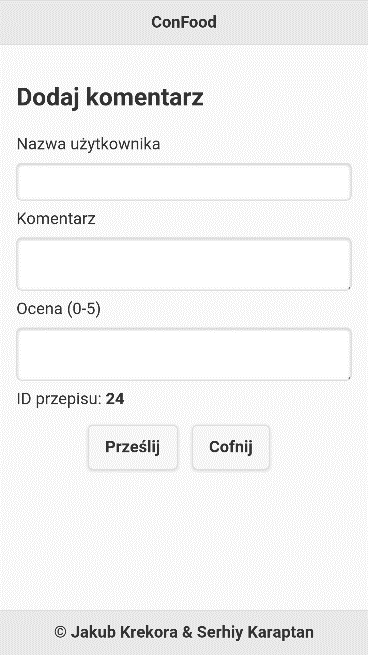 ConFood
Dodaj komentarz
Nazwa użytkownika
Komentarz
Ocena (0-5)
ID przepisu: 24
Prześlij
Cofnij
© Jakub Krekora & Serhiy Karaptan